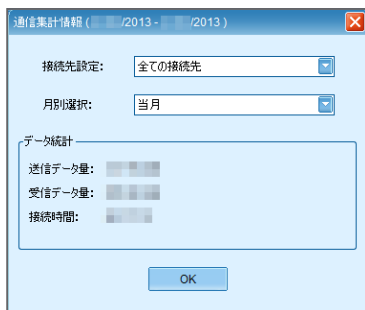 通信集計情報 ( /2013 - /2013 )
接続先設定: 全ての接続先
月別選択: 当月
データ統計
送信データ量:
受信データ量:
接続時間:
OK